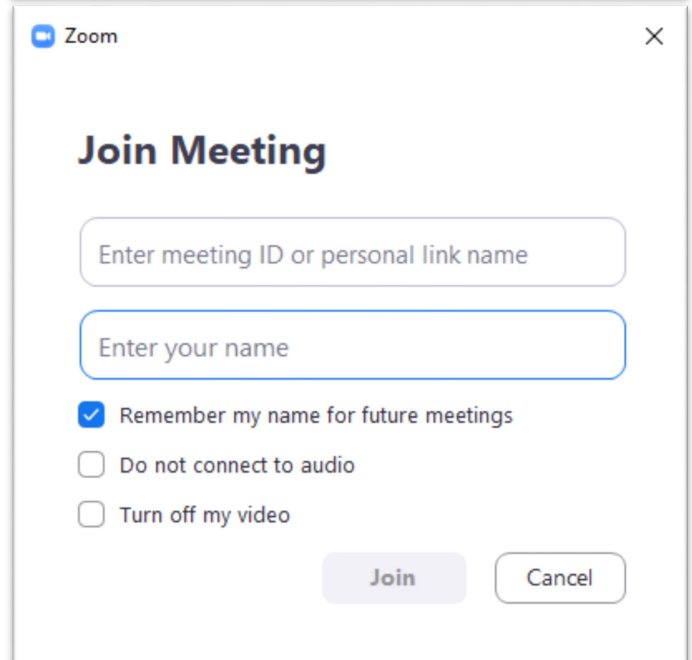 Zoom
Join Meeting
Enter meeting ID or personal link name
Enter your name
Remember my name for future meetings
Do not connect to audio
Turn off my video
Join Cancel